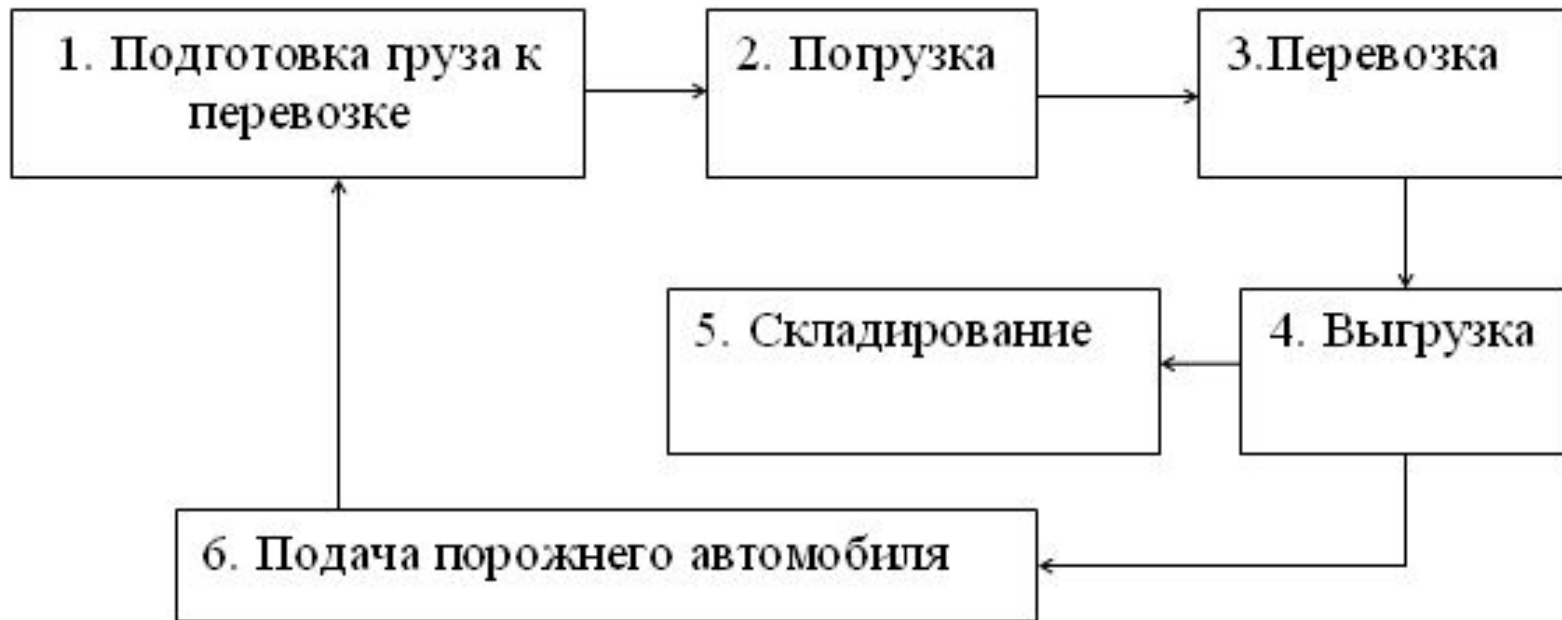 1. Подготовка груза к
перевозке
2. Погрузка
3.Перевозка
5. Складирование
4. Выгрузка
6. Подача порожнего автомобиля